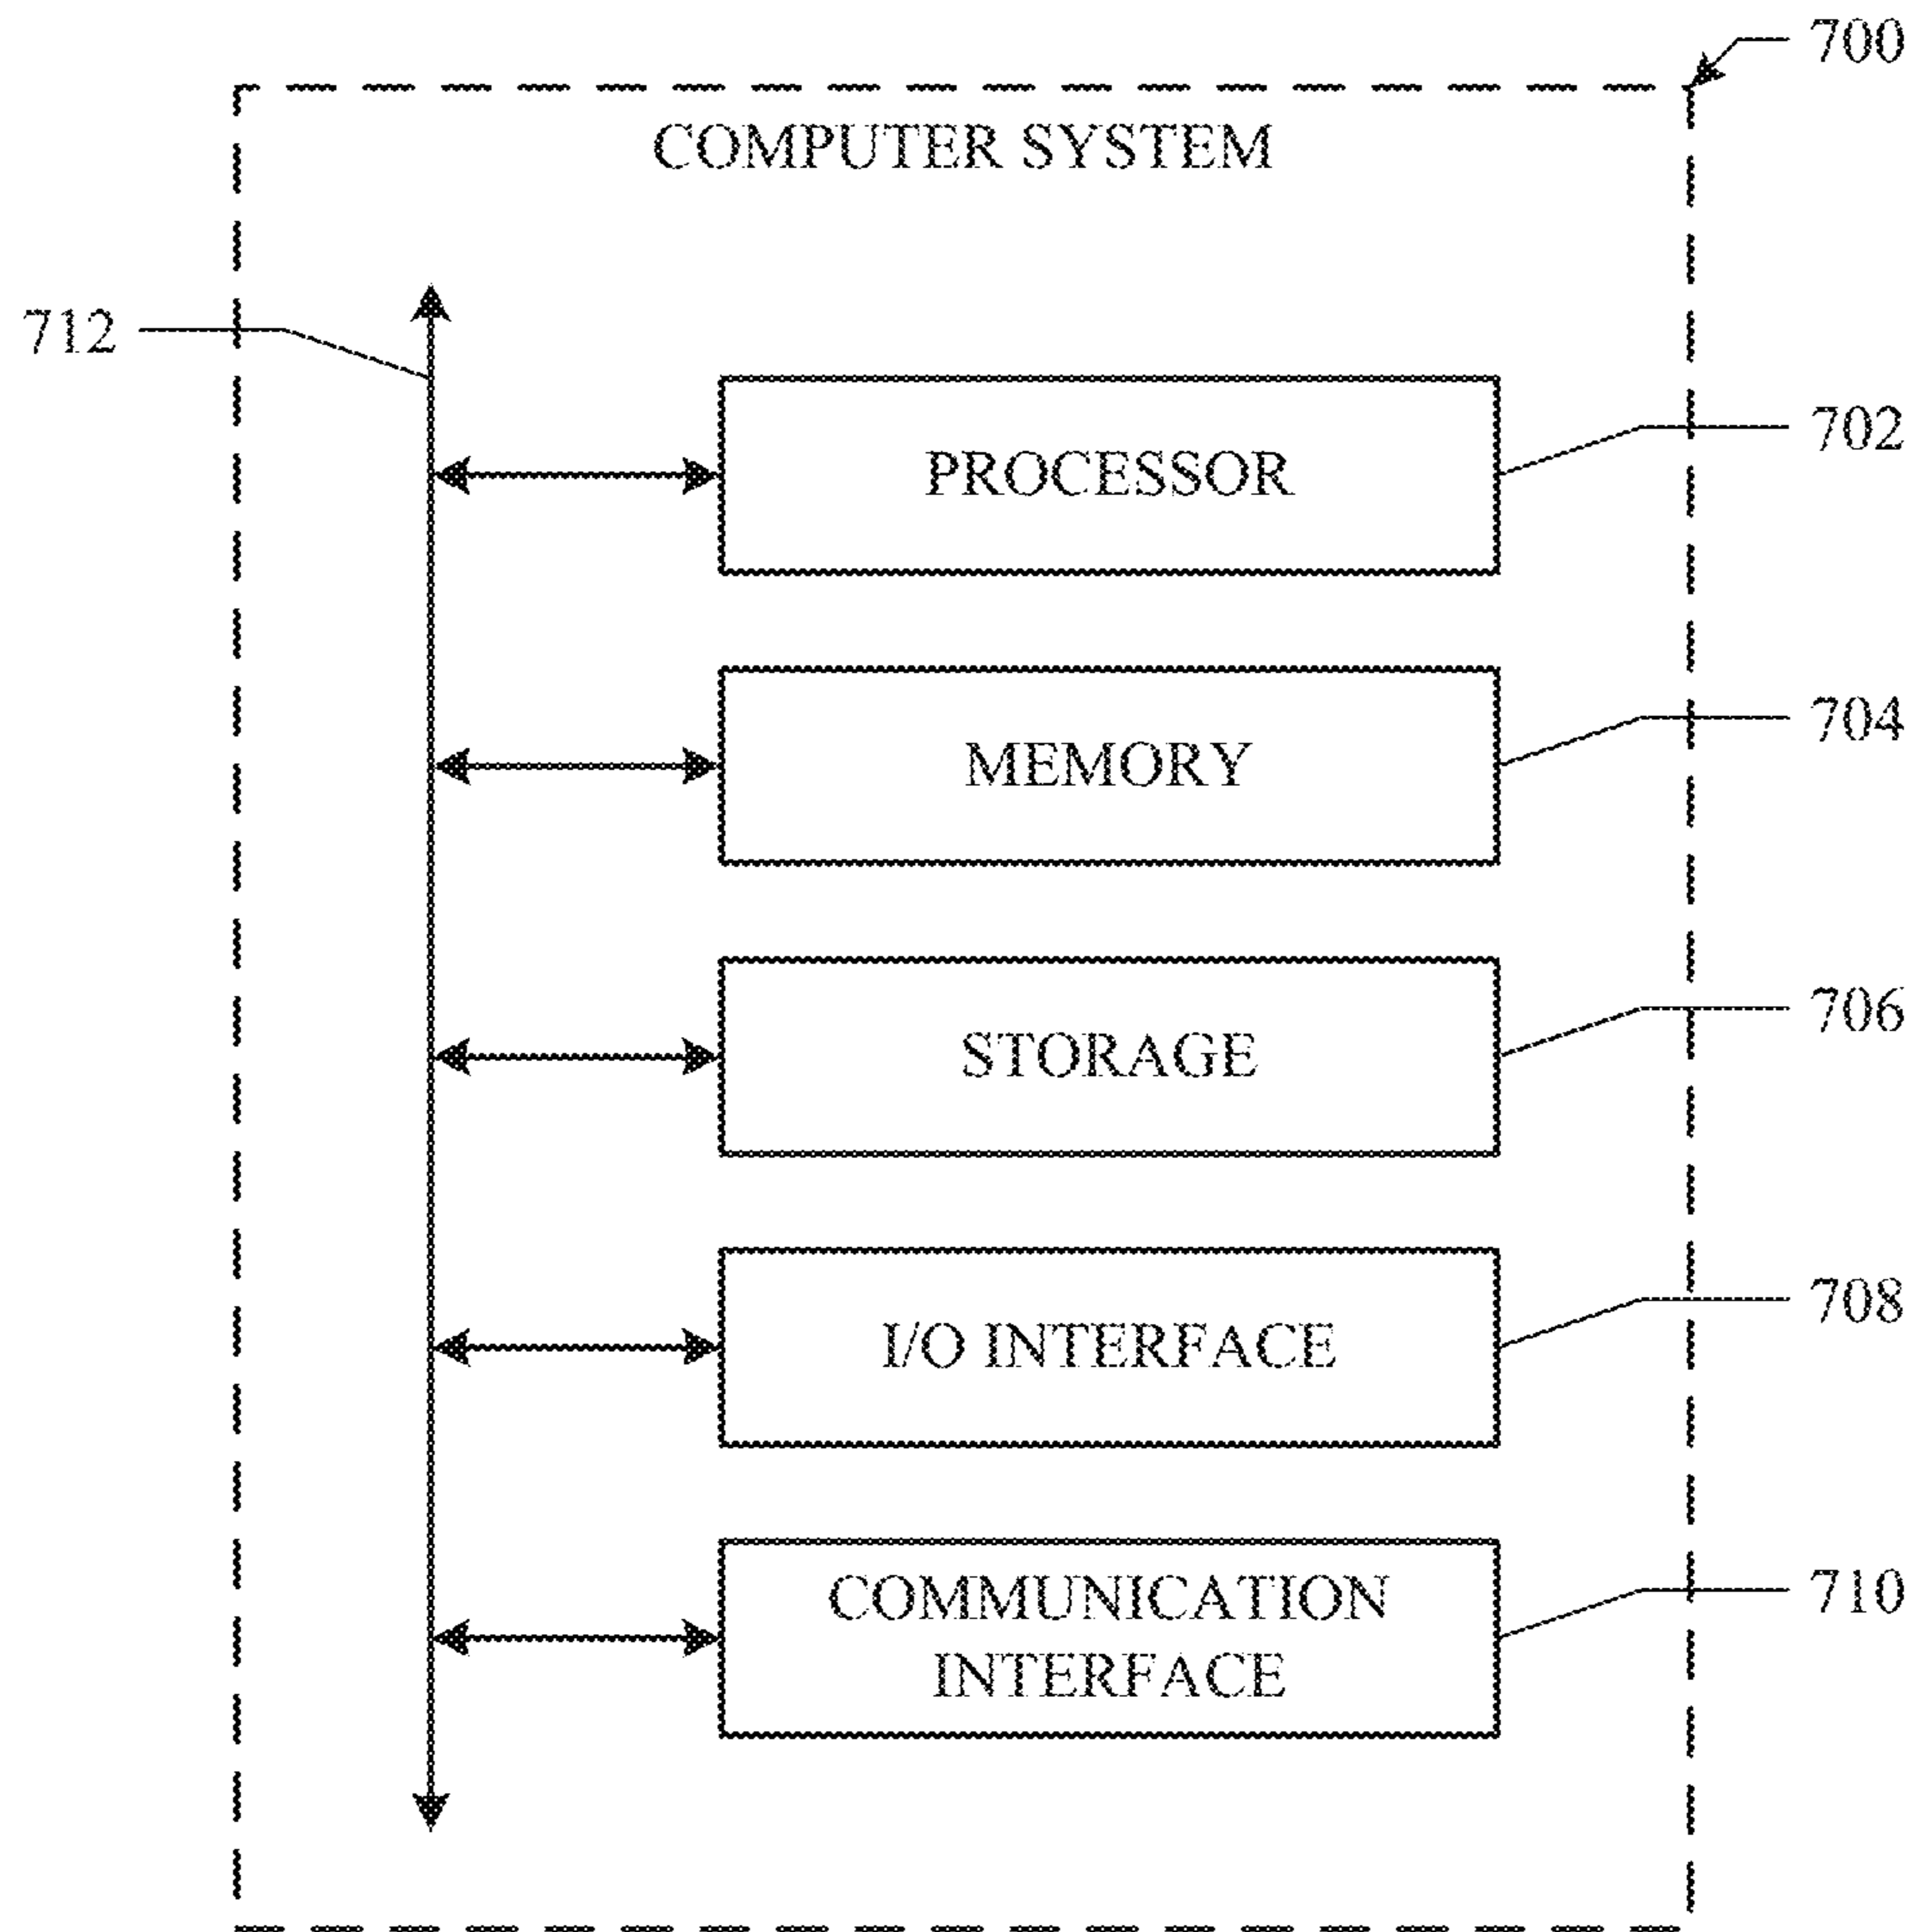 700
COMPUTER SYSTEM
712
702
PROCESSOR
704
MEMORY
706
STORAGE
708
I/O INTERFACE
710
COMMUNICATION
INTERFACE